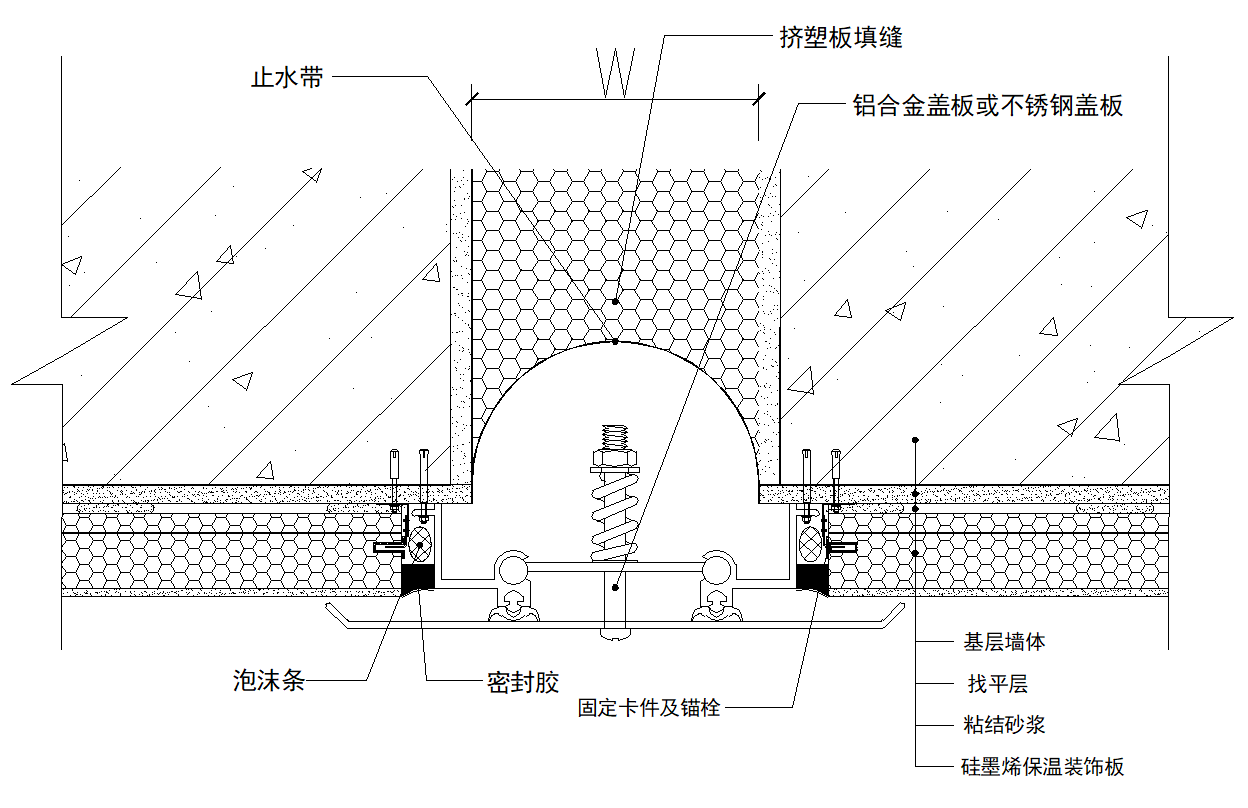 挤塑板填缝
止水带
W
铝合金盖板或不锈钢盖板
基层墙体
泡沫条
密封胶
找平层
固定卡件及锚栓
粘结砂浆
硅墨烯保温装饰板